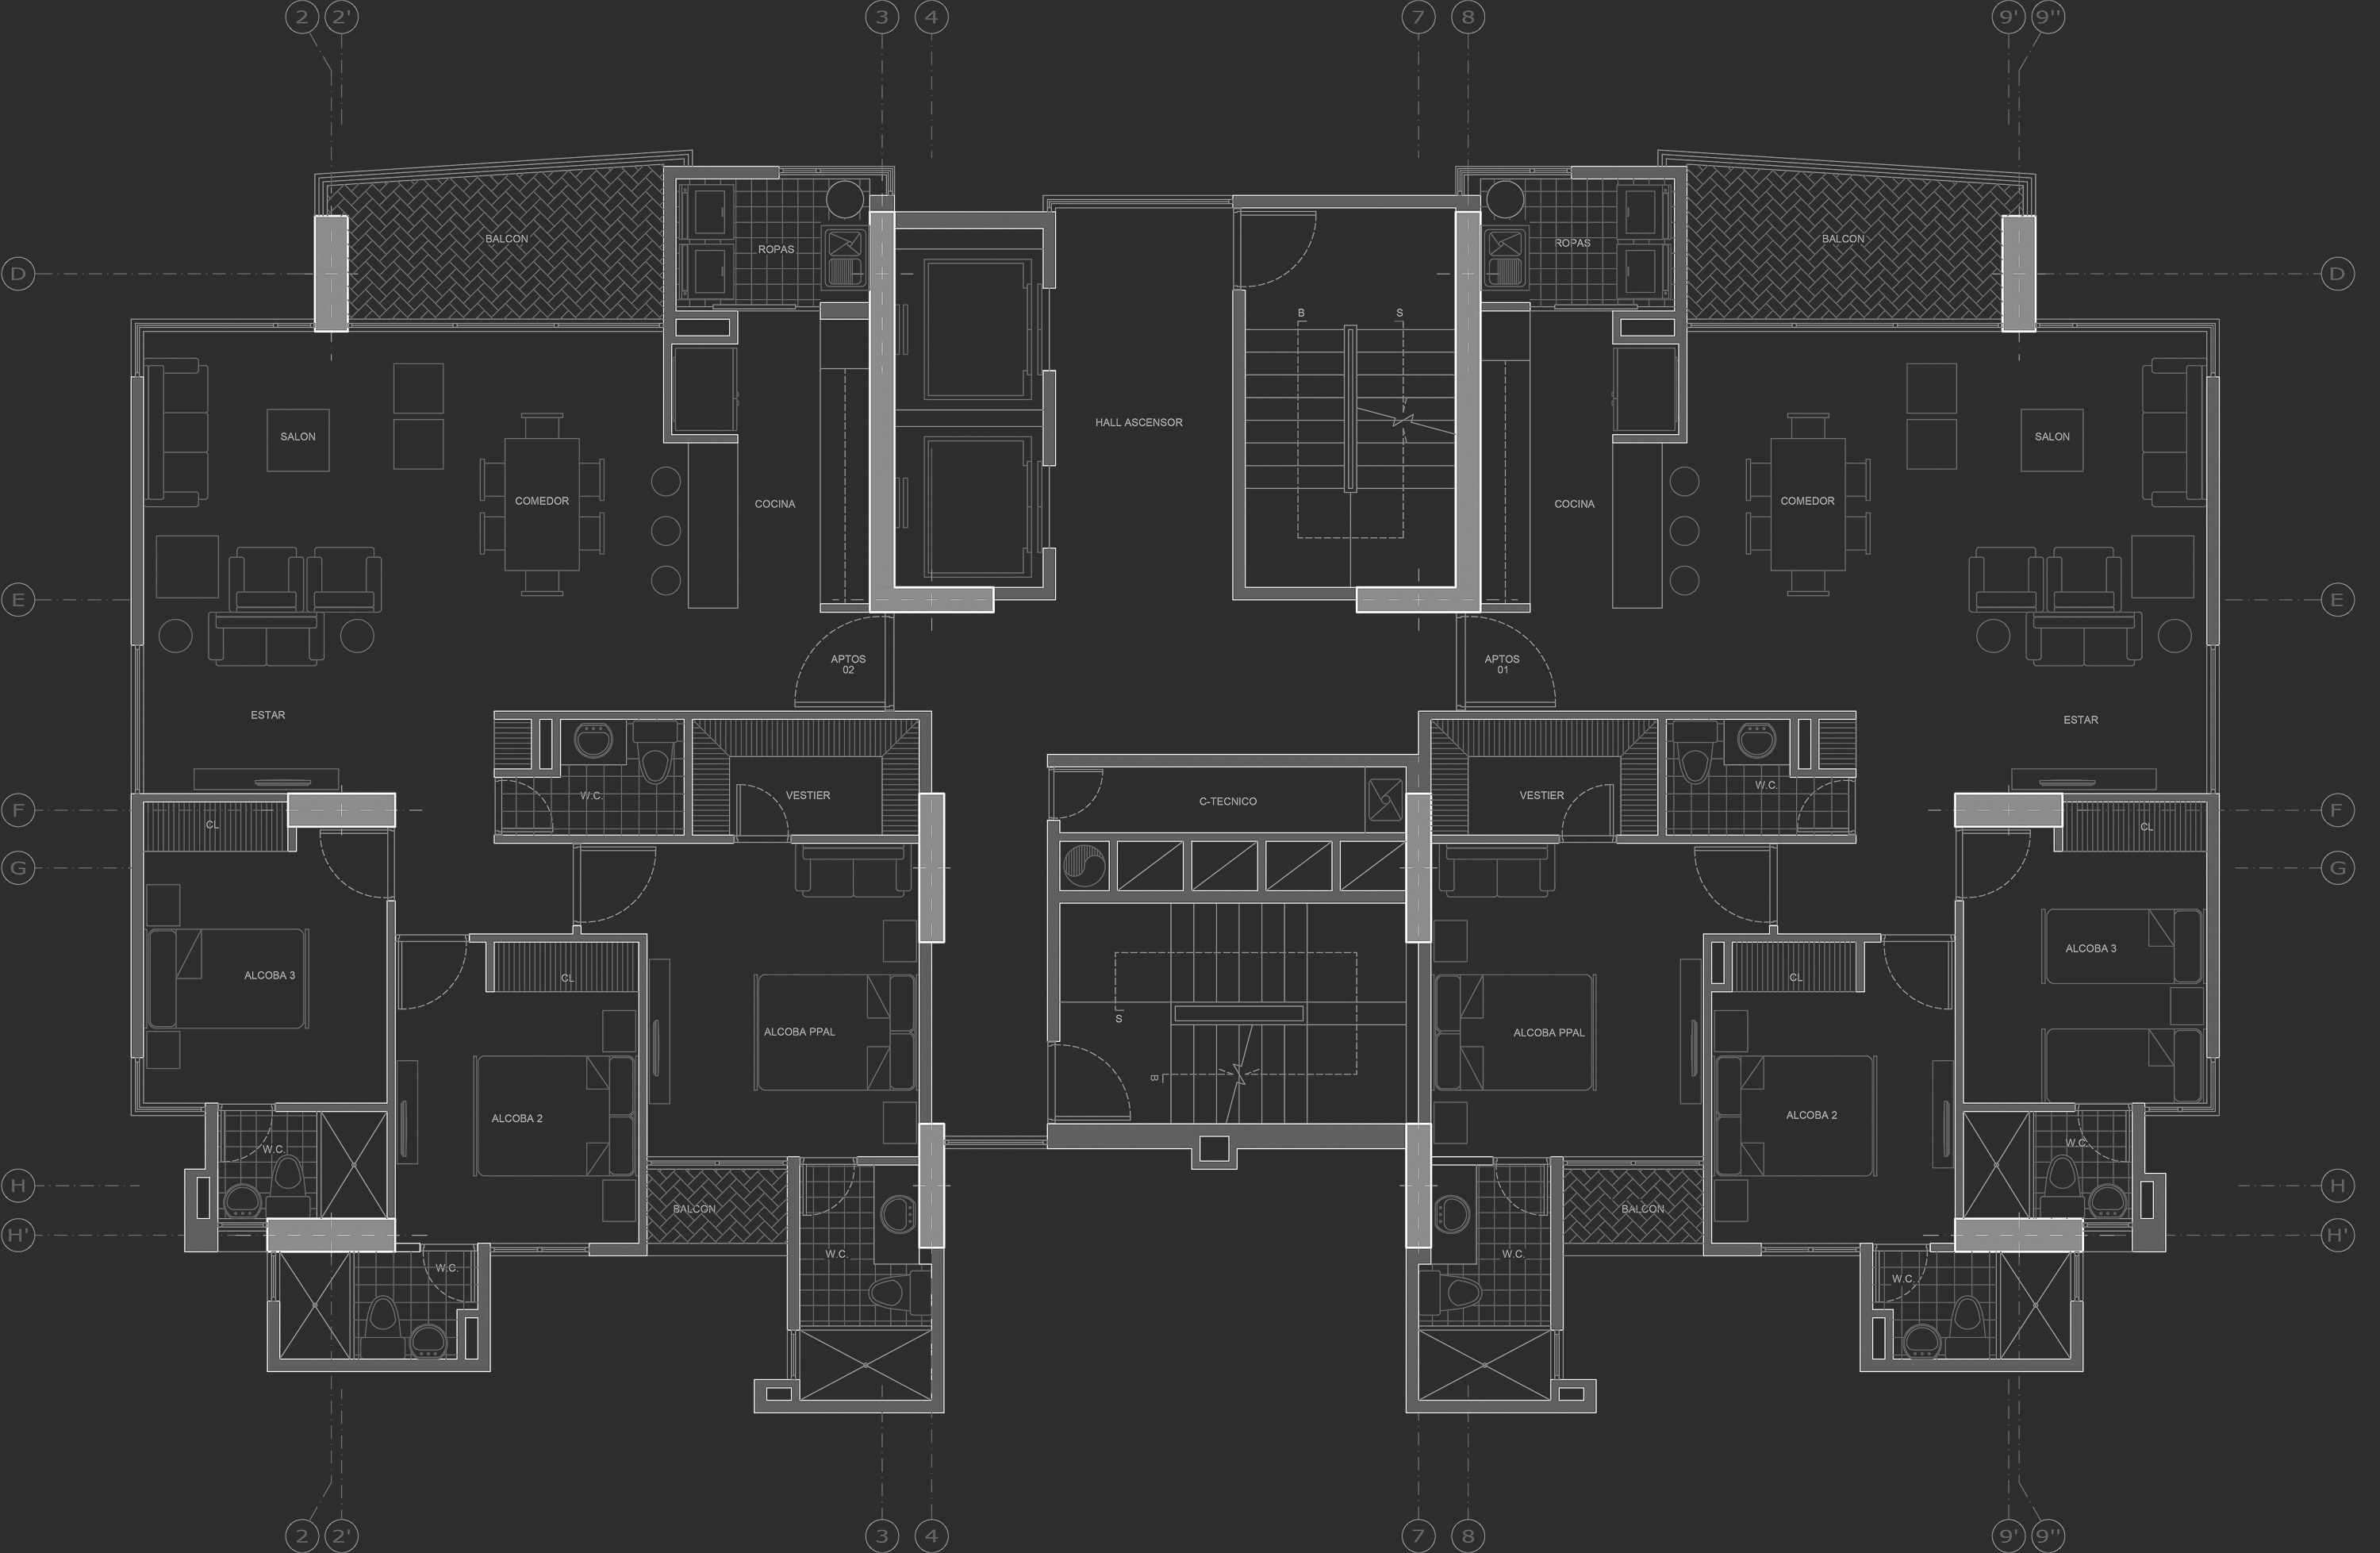 2 2' 3 4 7 8 9' 9"
BALCON ROPAS ROPAS BALCON
D D
B S
HALL ASCENSOR
SALON SALON
COMEDOR COCINA COCINA COMEDOR
E E
APTOS APTOS
02 01
ESTAR ESTAR
W.C. VESTIER C-TECNICO VESTIER W.C.
F F
CL CL
G G
ALCOBA 3 ALCOBA 3
CL CL
S
ALCOBA PPAL ALCOBA PPAL
B
ALCOBA 2 ALCOBA 2
W.C. W.C.
H H
BALCON BALCON
H' H'
W.C. W.C. W.C. W.C.
2 2' 3 4 7 8 9' 9"